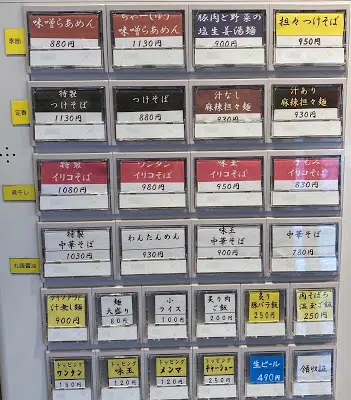 季節
味噌らあめん
880円
ちゃーしゅう
味噌らあめん
1130円
豚肉と野菜の
塩生姜湯麺
900円
担々つけそば
950円
定番
特製
つけそば
1130円
つけそば
880円
汁なし
麻辣担々麺
930円
汁あり
麻辣担々麺
930円
煮干し
特製
イリコそば
1080円
ワンタン
イリコそば
980円
味玉
イリコそば
950円
手もみ
イリコそば
830円
丸鶏醤油
特製
中華そば
1030円
わんたんめん
930円
味玉
中華そば
900円
中華そば
780円
汁無し麺
900円
麺
大盛り
80円
小
ライス
100円
炙り肉
ご飯
200円
炙り
豚バラ飯
250円
肉そぼろ
温玉ご飯
250円
トッピング
ワンタン
150円
トッピング
味玉
120円
トッピング
メンマ
120円
トッピング
チャーシュー
250円
生ビール
490円
領収証